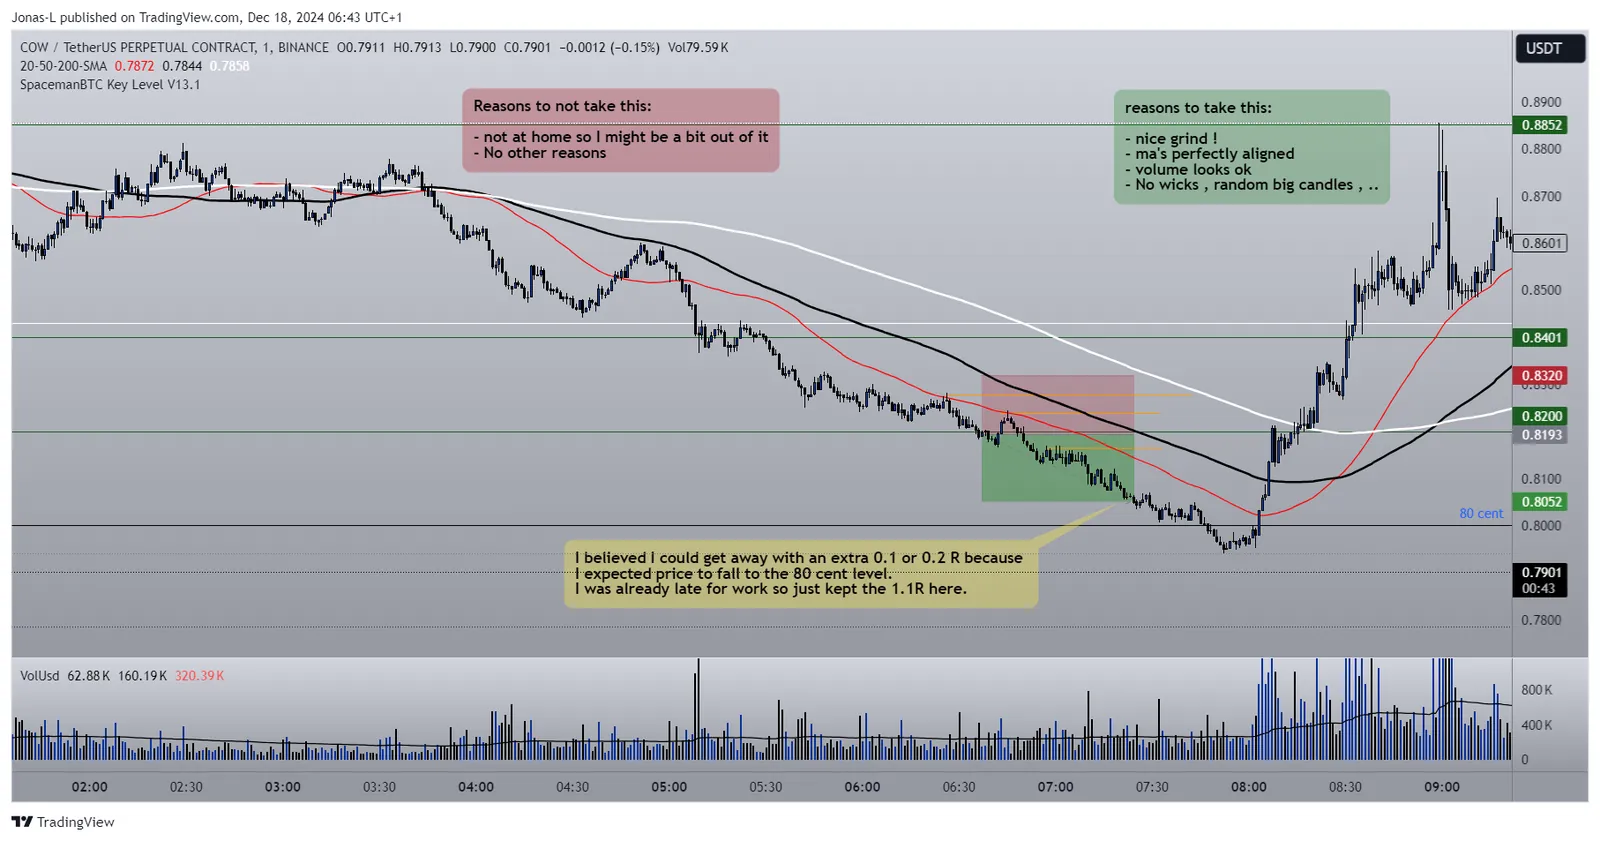 Jonas-L published on TradingView.com, Dec 18, 2024 06:43 UTC+1
COW / TetherUS PERPETUAL CONTRACT, 1, BINANCE O0.7911 H0.7913 L0.7900 C0.7901 −0.0012 (−0.15%) Vol79.59K
USDT
20-50-200-SMA 0.7872 0.7844 0.7858
SpacemanBTC Key Level V13.1
Reasons to not take this:
- not at home so I might be a bit out of it
- No other reasons
reasons to take this:
- nice grind !
- ma's perfectly aligned
- volume looks ok
- No wicks , random big candles , ..
0.8900
0.8852
0.8800
0.8700
0.8601
0.8500
0.8401
0.8320
0.8300
0.8200
0.8193
0.8100
0.8052
80 cent
0.8000
I believed I could get away with an extra 0.1 or 0.2 R because
I expected price to fall to the 80 cent level.
I was already late for work so just kept the 1.1R here.
0.7901
00:43
0.7800
VolUsd 62.88K 160.19K 320.39K
800K
400K
0
02:00 02:30 03:00 03:30 04:00 04:30 05:00 05:30 06:00 06:30 07:00 07:30 08:00 08:30 09:00
TradingView